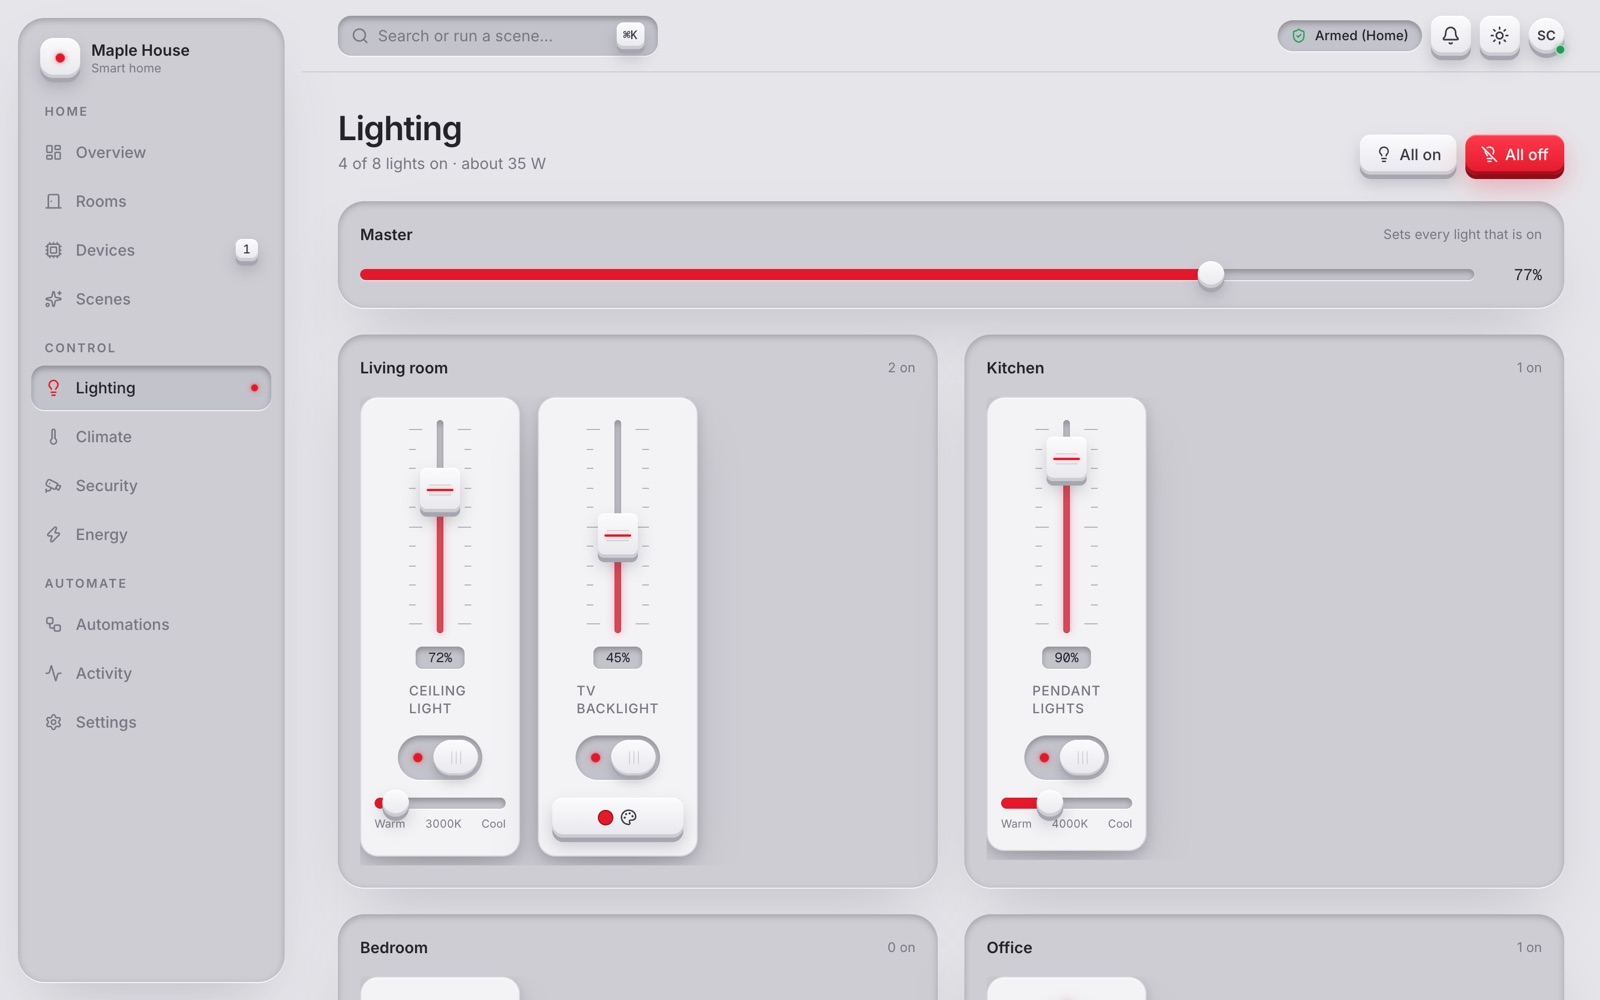 Maple House
Smart home
HOME
Overview
Rooms
Devices
1
Scenes
CONTROL
Lighting
Climate
Security
Energy
AUTOMATE
Automations
Activity
Settings
Search or run a scene...
⌘K
Armed (Home)
SC
Lighting
4 of 8 lights on · about 35 W
All on
All off
Master
Sets every light that is on
77%
Living room
2 on
72%
CEILING
LIGHT
Warm
3000K
Cool
45%
TV
BACKLIGHT
Kitchen
1 on
90%
PENDANT
LIGHTS
Warm
4000K
Cool
Bedroom
0 on
Office
1 on